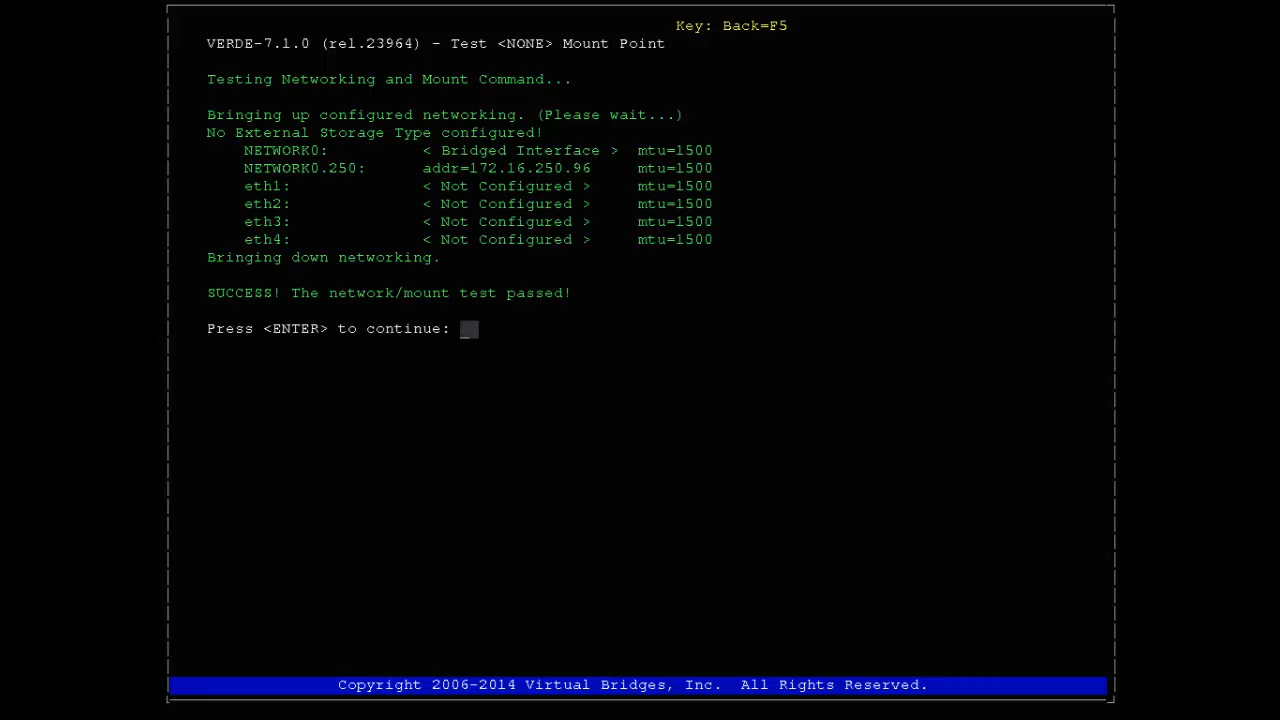 Key: Back=F5
VERDE-7.1.0 (rel.23964) - Test <NONE> Mount Point
Testing Networking and Mount Command...
Bringing up configured networking. (Please wait...)
No External Storage Type configured!
NETWORK0: < Bridged Interface > mtu=1500
NETWORK0.250: addr=172.16.250.96 mtu=1500
eth1: < Not Configured > mtu=1500
eth2: < Not Configured > mtu=1500
eth3: < Not Configured > mtu=1500
eth4: < Not Configured > mtu=1500
Bringing down networking.
SUCCESS! The network/mount test passed!
Press <ENTER> to continue: _
Copyright 2006-2014 Virtual Bridges, Inc. All Rights Reserved.